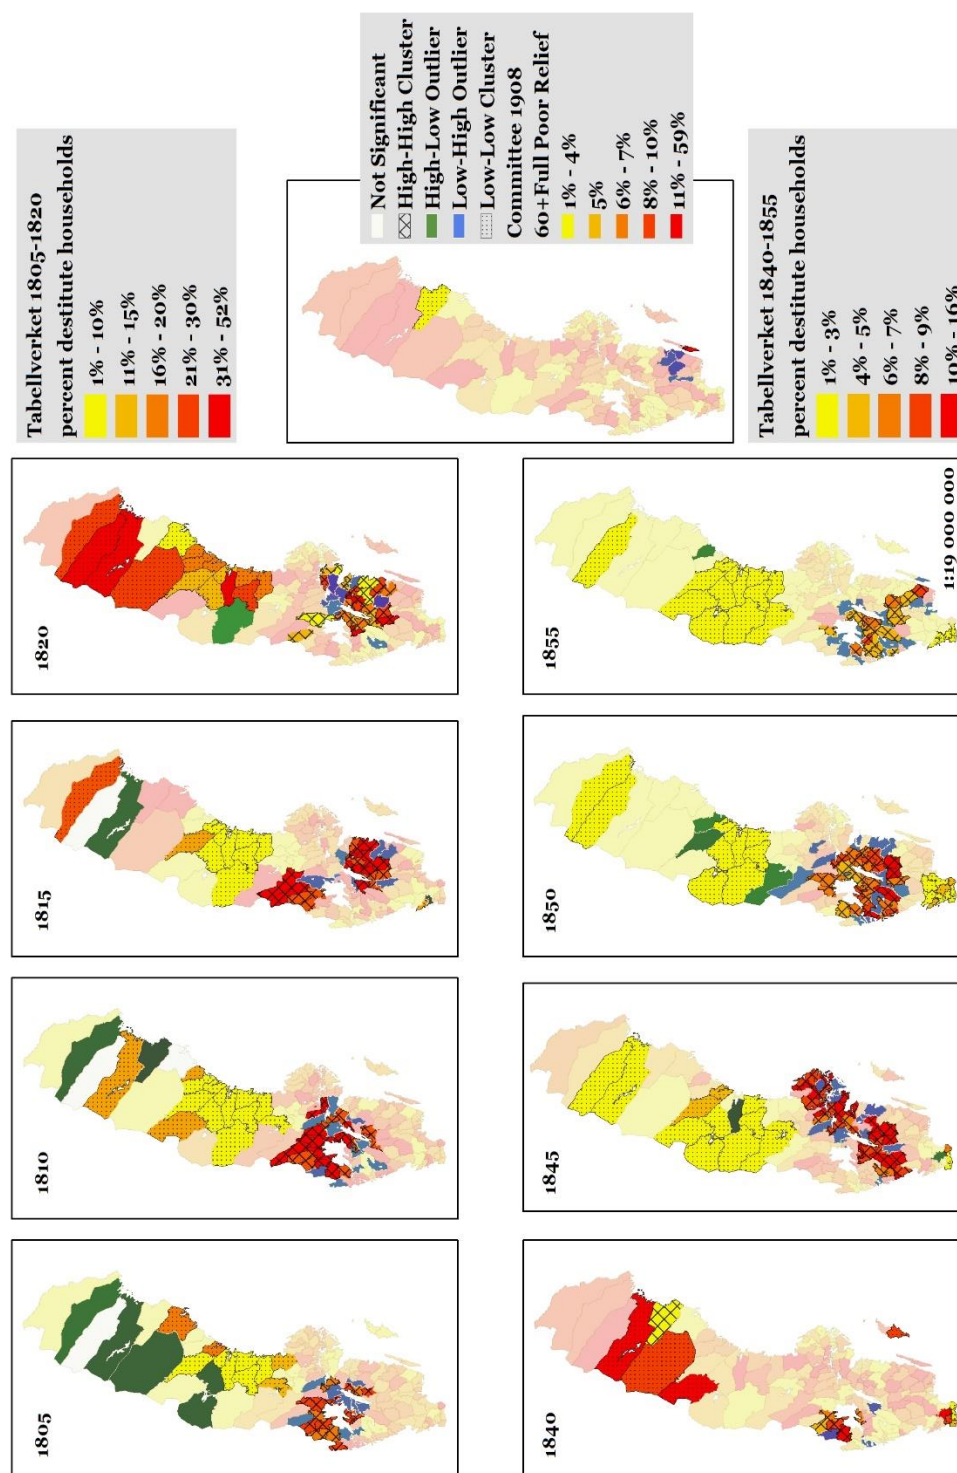 1805
1810
1815
1820
Tabellverket 1805-1820
percent destitute households
1% - 10%
11% - 15%
16% - 20%
21% - 30%
31% - 52%
1840
1845
1850
1855
1:19 000 000
Not Significant
High-High Cluster
High-Low Outlier
Low-High Outlier
Low-Low Cluster
Committee 1908
60+Full Poor Relief
1% - 4%
5%
6% - 7%
8% - 10%
11% - 59%
Tabellverket 1840-1855
percent destitute households
1% - 3%
4% - 5%
6% - 7%
8% - 9%
10% - 16%